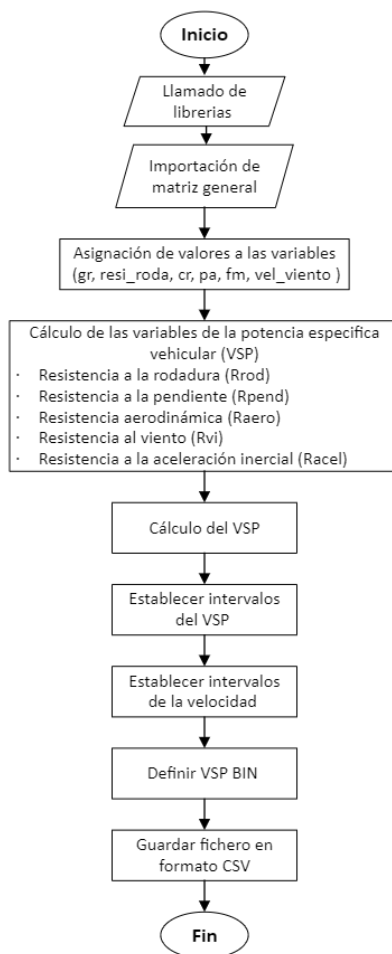 Inicio
Llamado de
librerias
Importación de
matriz general
Asignación de valores a las variables
(gr, resi_roda, cr, pa, fm, vel_viento )
Cálculo de las variables de la potencia especifica
vehicular (VSP)
· Resistencia a la rodadura (Rrod)
· Resistencia a la pendiente (Rpend)
· Resistencia aerodinámica (Raero)
· Resistencia al viento (Rvi)
· Resistencia a la aceleración inercial (Racel)
Cálculo del VSP
Establecer intervalos
del VSP
Establecer intervalos
de la velocidad
Definir VSP BIN
Guardar fichero en
formato CSV
Fin